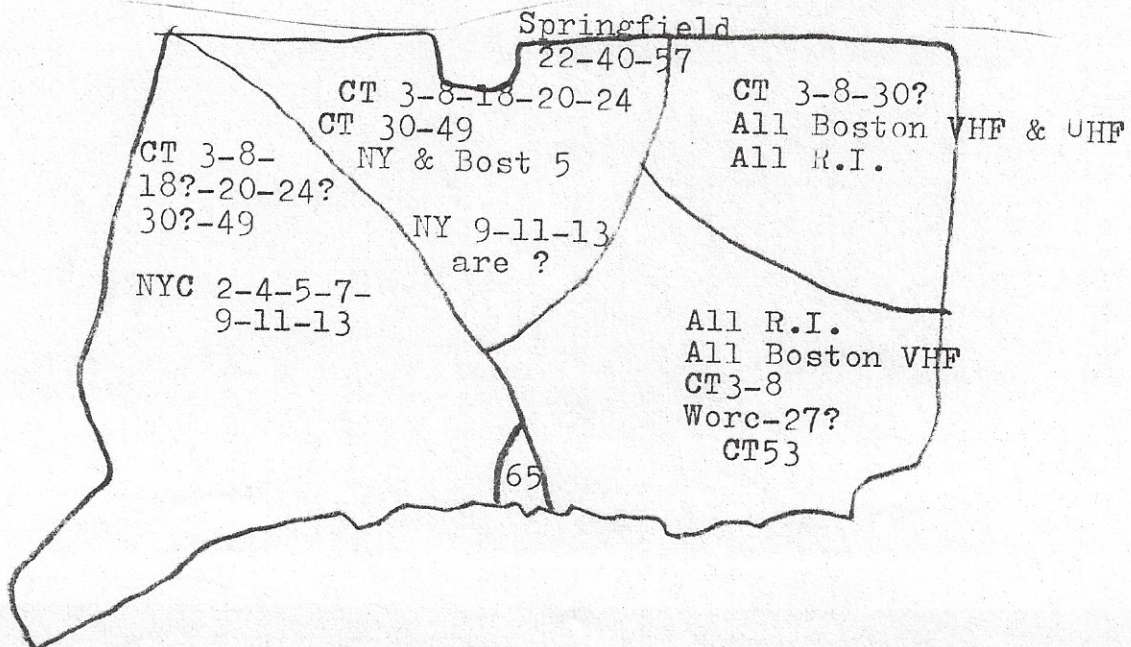 Springfield
22-40-57
CT 3-8-18-20-24
CT 30-49
NY & Bost 5
NY 9-11-13
are ?
CT 3-8-
18?-20-24?
30?-49
NYC 2-4-5-7-
9-11-13
CT 3-8-30?
All Boston VHF & UHF
All R.I.
All R.I.
All Boston VHF
CT3-8
Worc-27?
CT53
65